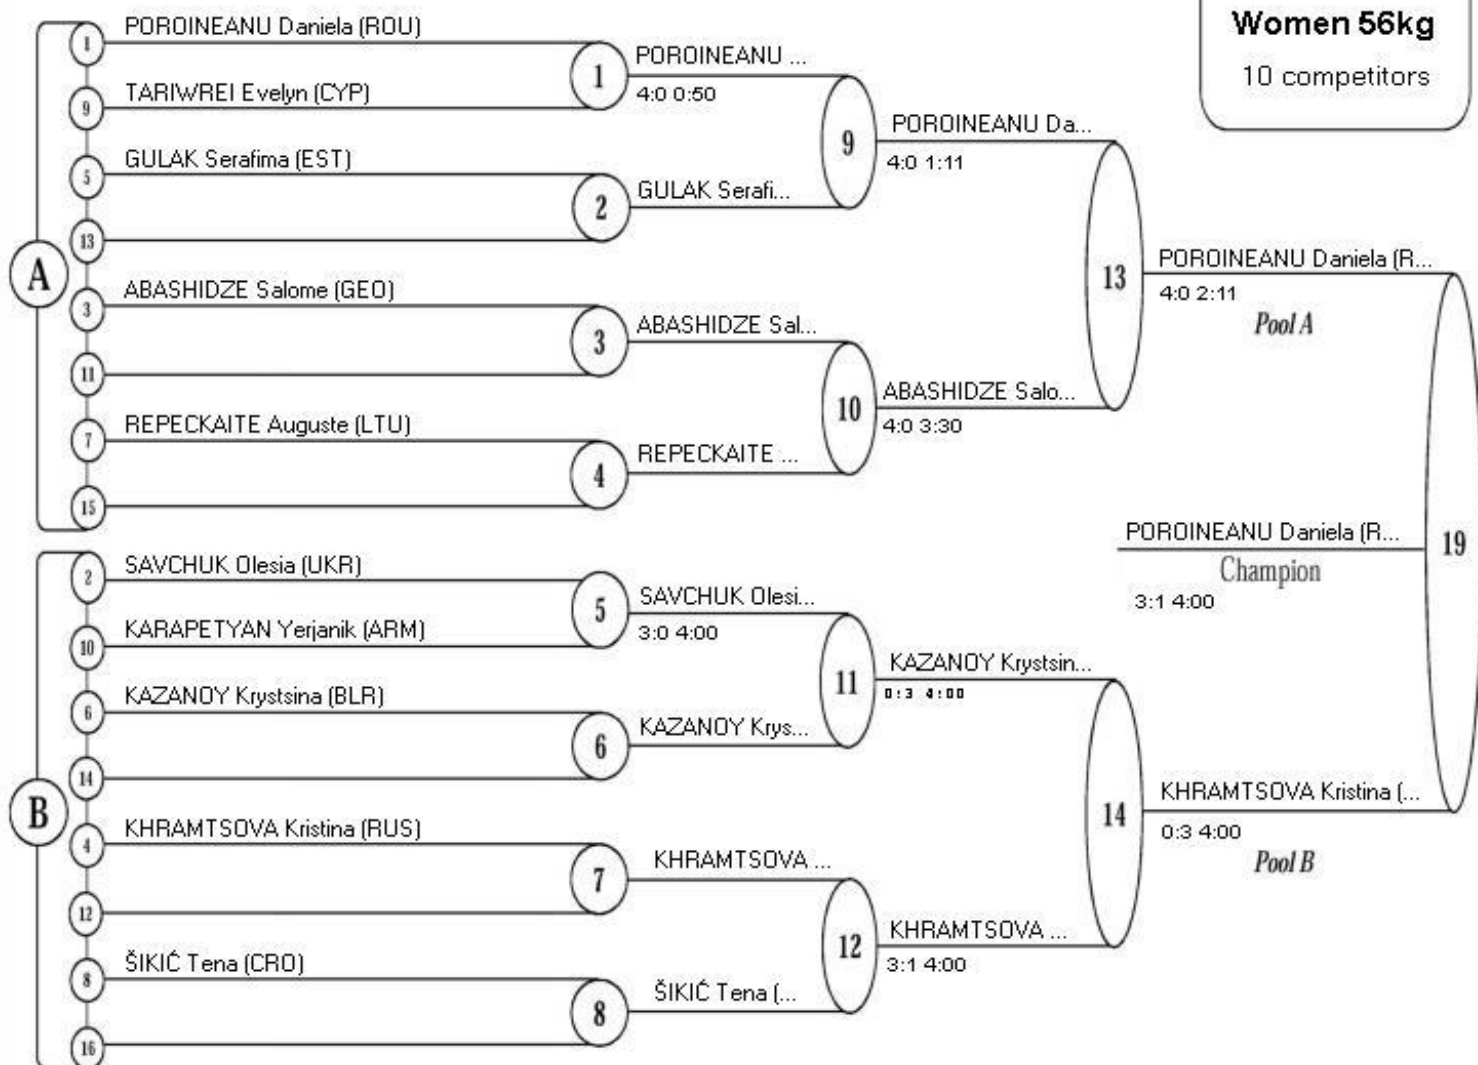 Women 56kg
10 competitors
A
1
POROINEANU Daniela (ROU)
9
TARIWREI Evelyn (CYP)
5
GULAK Serafima (EST)
13
3
ABASHIDZE Salome (GEO)
11
7
REPECKAITE Auguste (LTU)
15
B
2
SAVCHUK Olesia (UKR)
10
KARAPETYAN Yerjanik (ARM)
6
KAZANOY Krystsina (BLR)
14
4
KHRAMTSOVA Kristina (RUS)
12
8
ŠIKIĆ Tena (CRO)
16
1
POROINEANU ...
4:0 0:50
2
GULAK Serafi...
3
ABASHIDZE Sal...
4
REPECKAITE ...
5
SAVCHUK Olesi...
3:0 4:00
6
KAZANOY Krys...
7
KHRAMTSOVA ...
8
ŠIKIĆ Tena (...
9
POROINEANU Da...
4:0 1:11
10
ABASHIDZE Salo...
4:0 3:30
11
KAZANOY Krystsin...
0:3 4:00
12
KHRAMTSOVA ...
3:1 4:00
13
POROINEANU Daniela (R...
4:0 2:11
Pool A
14
KHRAMTSOVA Kristina (...
0:3 4:00
Pool B
19
POROINEANU Daniela (R...
Champion
3:1 4:00